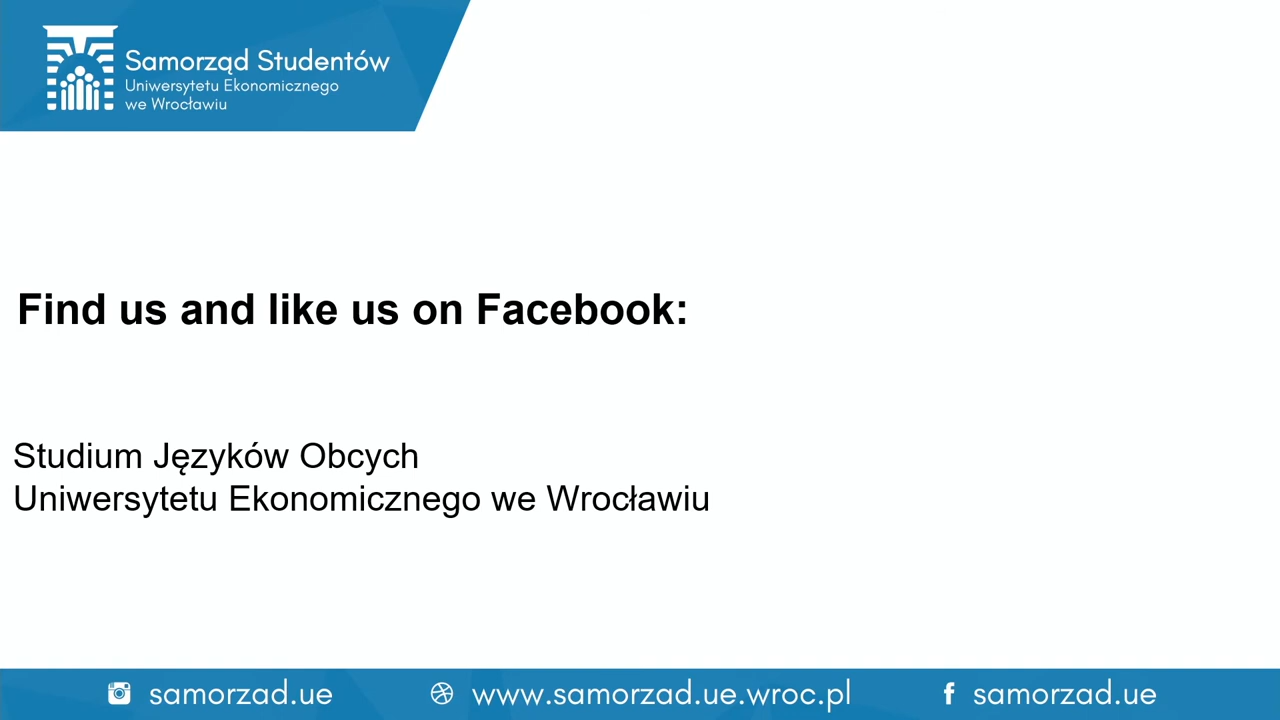 Samorząd Studentów
Uniwersytetu Ekonomicznego
we Wrocławiu
Find us and like us on Facebook:
Studium Języków Obcych
Uniwersytetu Ekonomicznego we Wrocławiu
samorzad.ue
www.samorzad.ue.wroc.pl
samorzad.ue